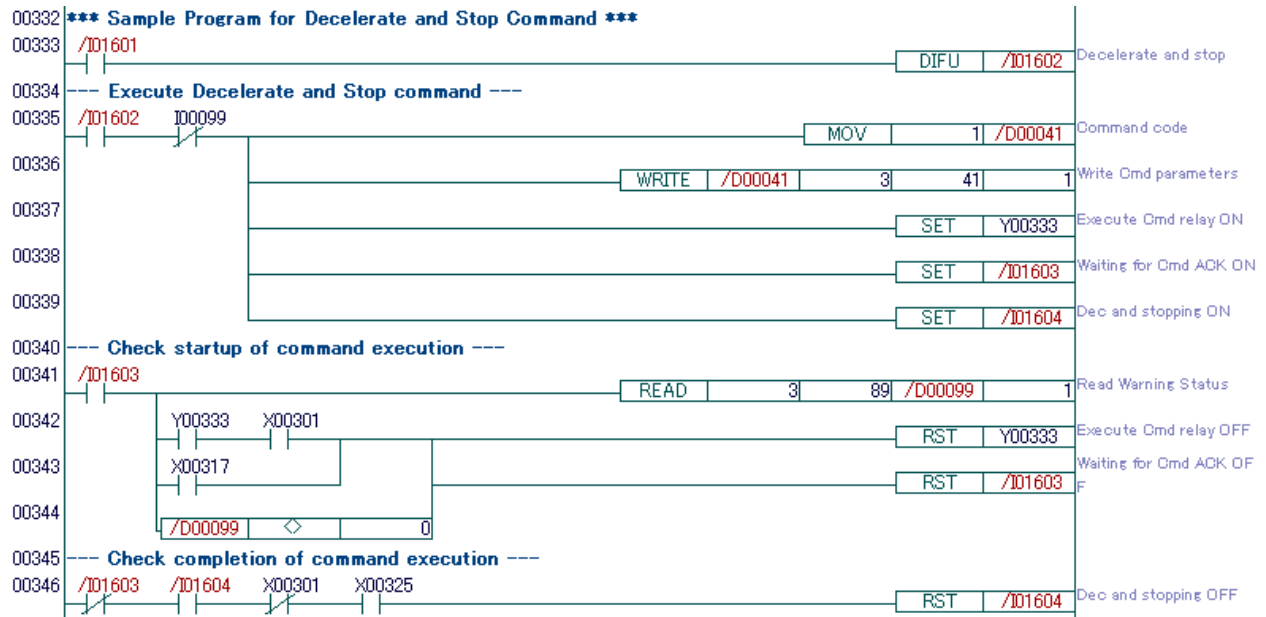 00332 *** Sample Program for Decelerate and Stop Command ***
00333 /I01601
DIFU /I01602 Decelerate and stop
00334 --- Execute Decelerate and Stop command ---
00335 /I01602 I00099
MOV 1 /D00041 Command code
00336
WRITE /D00041 3 41 1 Write Cmd parameters
00337
SET Y00333 Execute Cmd relay ON
00338
SET /I01603 Waiting for Cmd ACK ON
00339
SET /I01604 Dec and stopping ON
00340 --- Check startup of command execution ---
00341 /I01603
READ 3 89 /D00099 1 Read Warning Status
00342 Y00333 X00301
RST Y00333 Execute Cmd relay OFF
00343 X00317
RST /I01603 Waiting for Cmd ACK OF
F
00344
/D00099 <> 0
00345 --- Check completion of command execution ---
00346 /I01603 /I01604 X00301 X00325
RST /I01604 Dec and stopping OFF